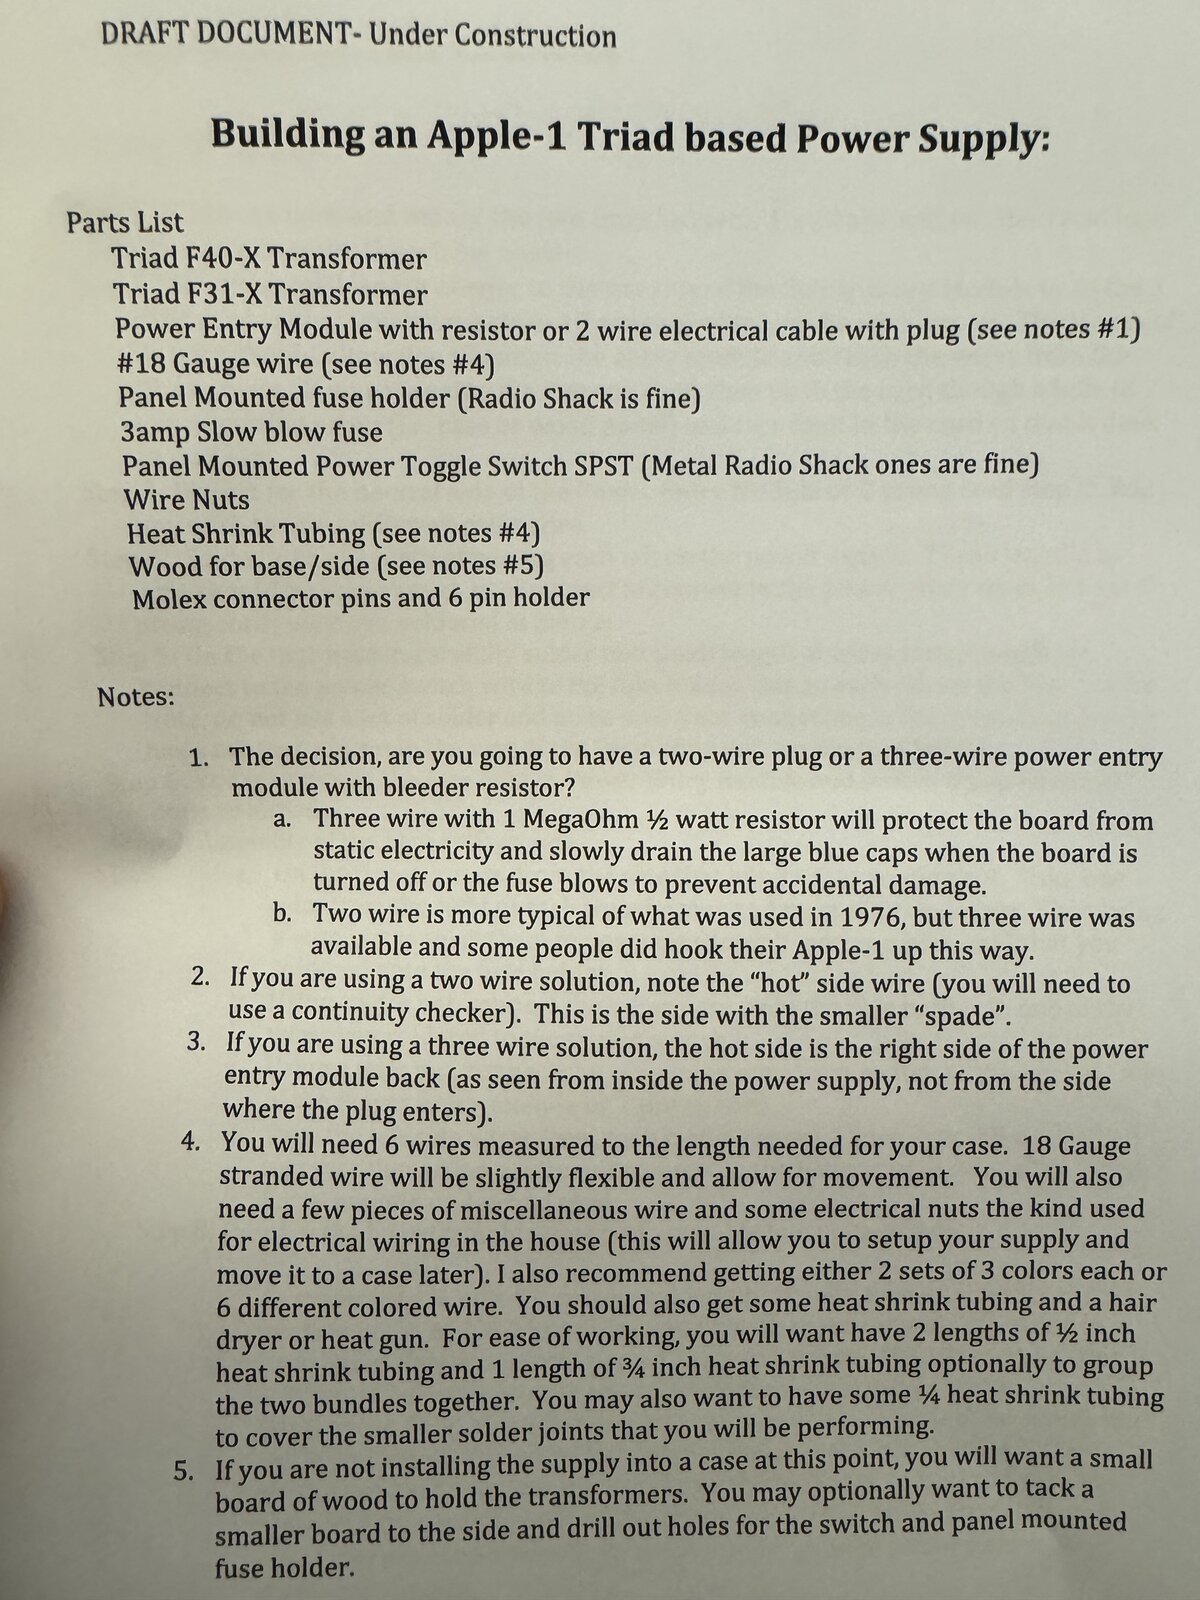 DRAFT DOCUMENT- Under Construction
Building an Apple-1 Triad based Power Supply:
Parts List
Triad F40-X Transformer
Triad F31-X Transformer
Power Entry Module with resistor or 2 wire electrical cable with plug (see notes #1)
#18 Gauge wire (see notes #4)
Panel Mounted fuse holder (Radio Shack is fine)
3amp Slow blow fuse
Panel Mounted Power Toggle Switch SPST (Metal Radio Shack ones are fine)
Wire Nuts
Heat Shrink Tubing (see notes #4)
Wood for base/side (see notes #5)
Molex connector pins and 6 pin holder
Notes:
1. The decision, are you going to have a two-wire plug or a three-wire power entry
module with bleeder resistor?
a. Three wire with 1 MegaOhm ½ watt resistor will protect the board from
static electricity and slowly drain the large blue caps when the board is
turned off or the fuse blows to prevent accidental damage.
b. Two wire is more typical of what was used in 1976, but three wire was
available and some people did hook their Apple-1 up this way.
2. If you are using a two wire solution, note the “hot” side wire (you will need to
use a continuity checker). This is the side with the smaller “spade”.
3. If you are using a three wire solution, the hot side is the right side of the power
entry module back (as seen from inside the power supply, not from the side
where the plug enters).
4. You will need 6 wires measured to the length needed for your case. 18 Gauge
stranded wire will be slightly flexible and allow for movement. You will also
need a few pieces of miscellaneous wire and some electrical nuts the kind used
for electrical wiring in the house (this will allow you to setup your supply and
move it to a case later). I also recommend getting either 2 sets of 3 colors each or
6 different colored wire. You should also get some heat shrink tubing and a hair
dryer or heat gun. For ease of working, you will want have 2 lengths of ½ inch
heat shrink tubing and 1 length of ¾ inch heat shrink tubing optionally to group
the two bundles together. You may also want to have some ¼ heat shrink tubing
to cover the smaller solder joints that you will be performing.
5. If you are not installing the supply into a case at this point, you will want a small
board of wood to hold the transformers. You may optionally want to tack a
smaller board to the side and drill out holes for the switch and panel mounted
fuse holder.